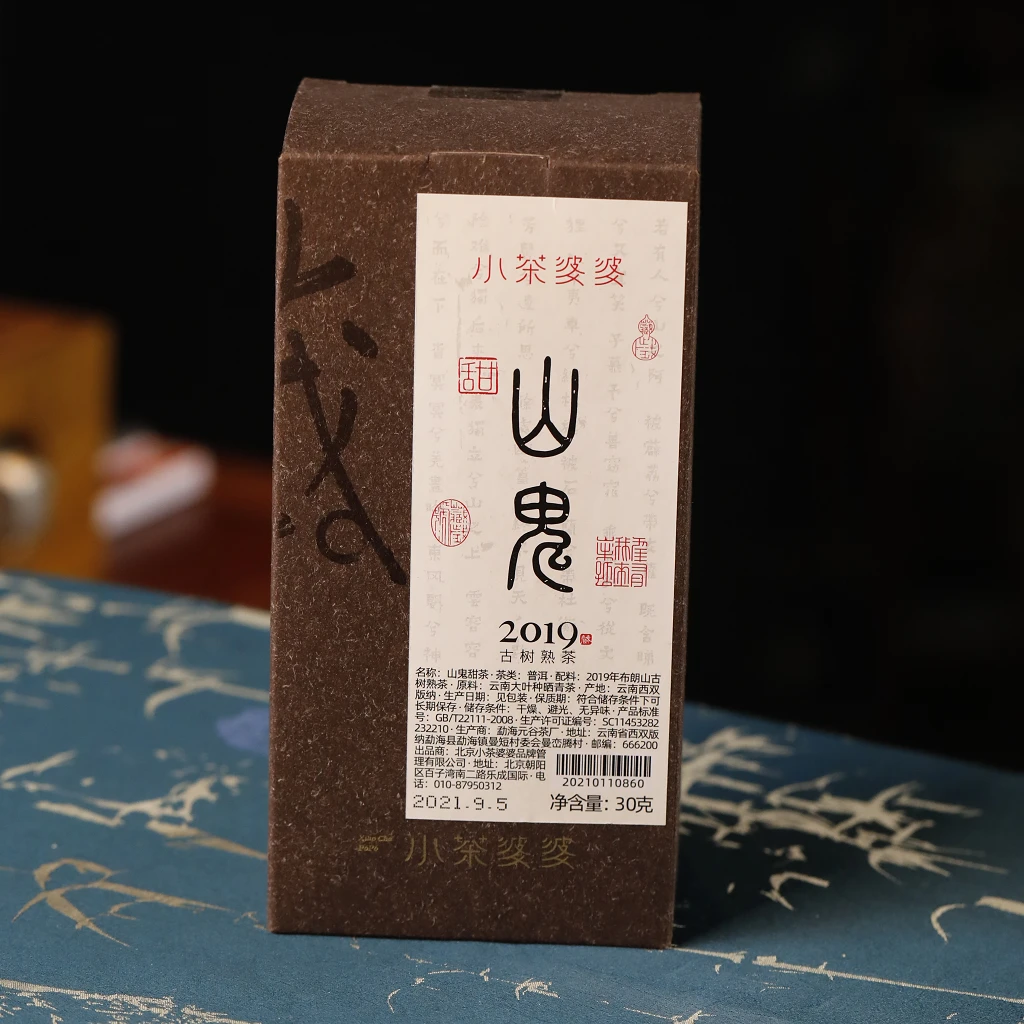 小茶婆婆
甜
山
鬼
2019
古树熟茶
名称：山鬼甜茶·茶类：普洱·配料：2019年布朗山古
树熟茶·原料：云南大叶种晒青茶·产地：云南西双
版纳·生产日期：见包装·保质期：符合储存条件下可
长期保存·储存条件：干燥、避光、无异味·产品标准
号：GB/T22111-2008·生产许可证编号：SC11453282
232210·生产商：勐海元谷茶厂·地址：云南省西双版
纳勐海县勐海镇曼短村委会曼峦腾村·邮编：666200
出品商：北京小茶婆婆品牌管
理有限公司·地址：北京朝阳
区百子湾南二路乐成国际·电
话：010-87950312
20210110860
2021.9.5
净含量：30克
小茶婆婆